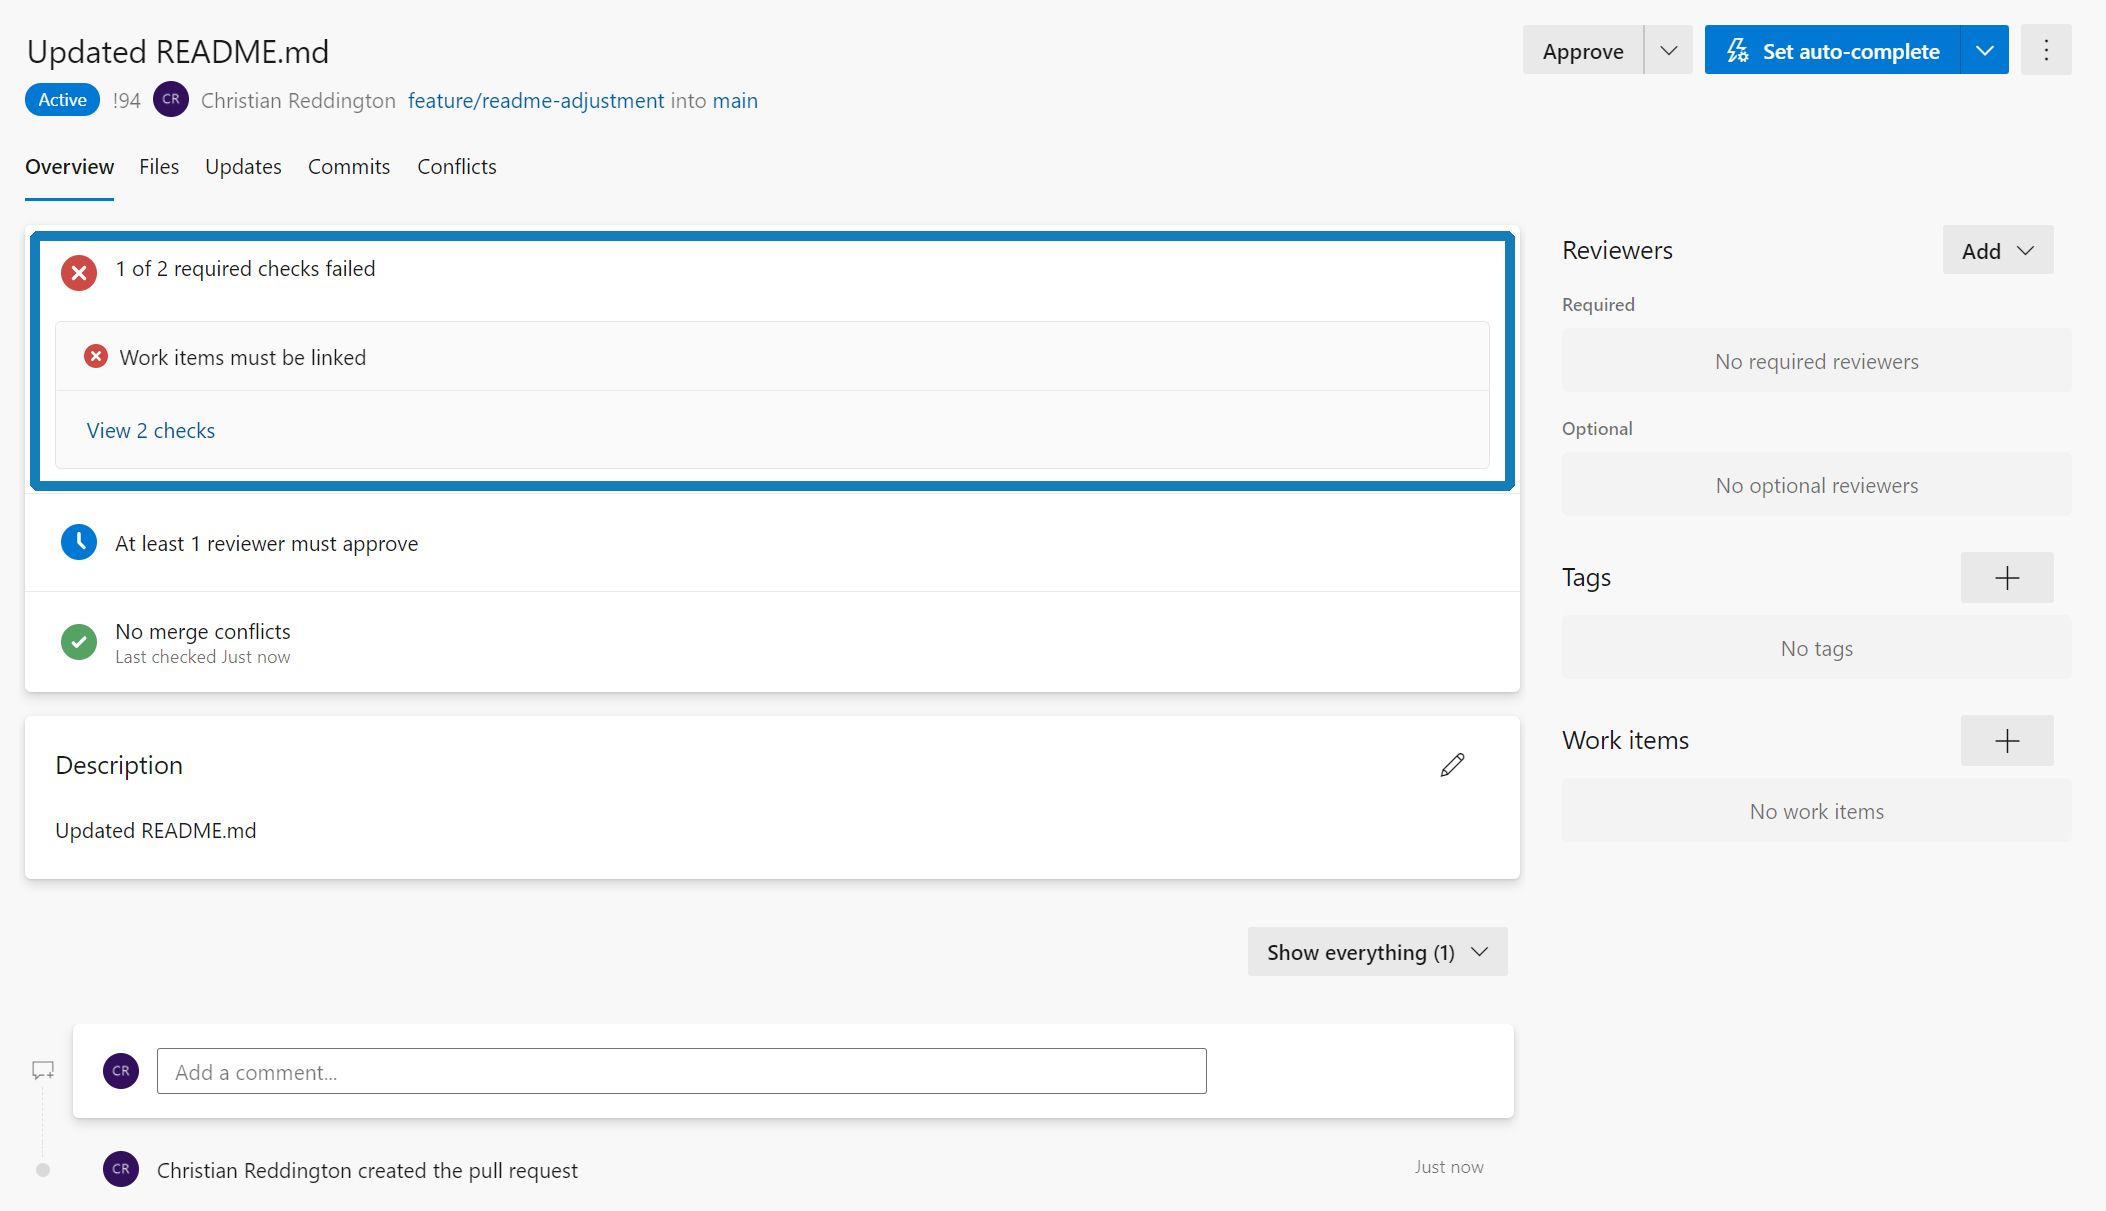 Updated README.md
Approve
Set auto-complete
Active !94 CR Christian Reddington feature/readme-adjustment into main
Overview Files Updates Commits Conflicts
1 of 2 required checks failed
Work items must be linked
View 2 checks
At least 1 reviewer must approve
No merge conflicts
Last checked Just now
Description
Updated README.md
Show everything (1)
CR Add a comment...
CR Christian Reddington created the pull request Just now
Reviewers Add
Required
No required reviewers
Optional
No optional reviewers
Tags
No tags
Work items
No work items